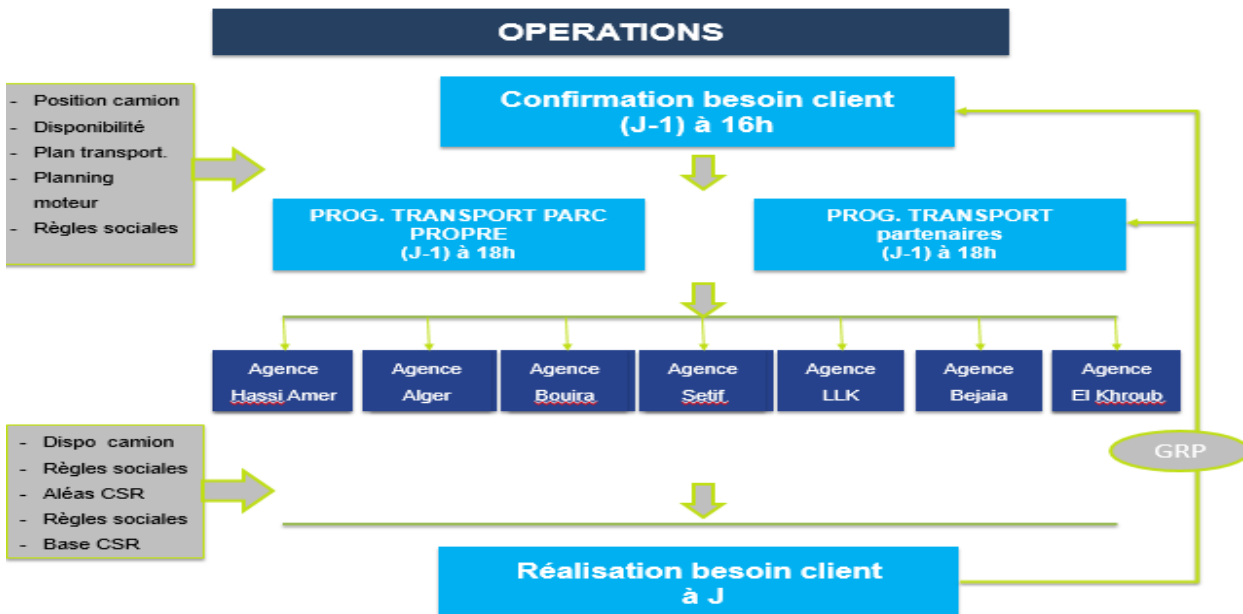 OPERATIONS
- Position camion
- Disponibilité
- Plan transport.
- Planning
moteur
- Règles sociales
Confirmation besoin client
(J-1) à 16h
PROG. TRANSPORT PARC
PROPRE
(J-1) à 18h
PROG. TRANSPORT
partenaires
(J-1) à 18h
Agence
Hassi Amer
Agence
Alger
Agence
Bouira
Agence
Setif
Agence
LLK
Agence
Bejaia
Agence
El Khroub
- Dispo camion
- Règles sociales
- Aléas CSR
- Règles sociales
- Base CSR
GRP
Réalisation besoin client
à J